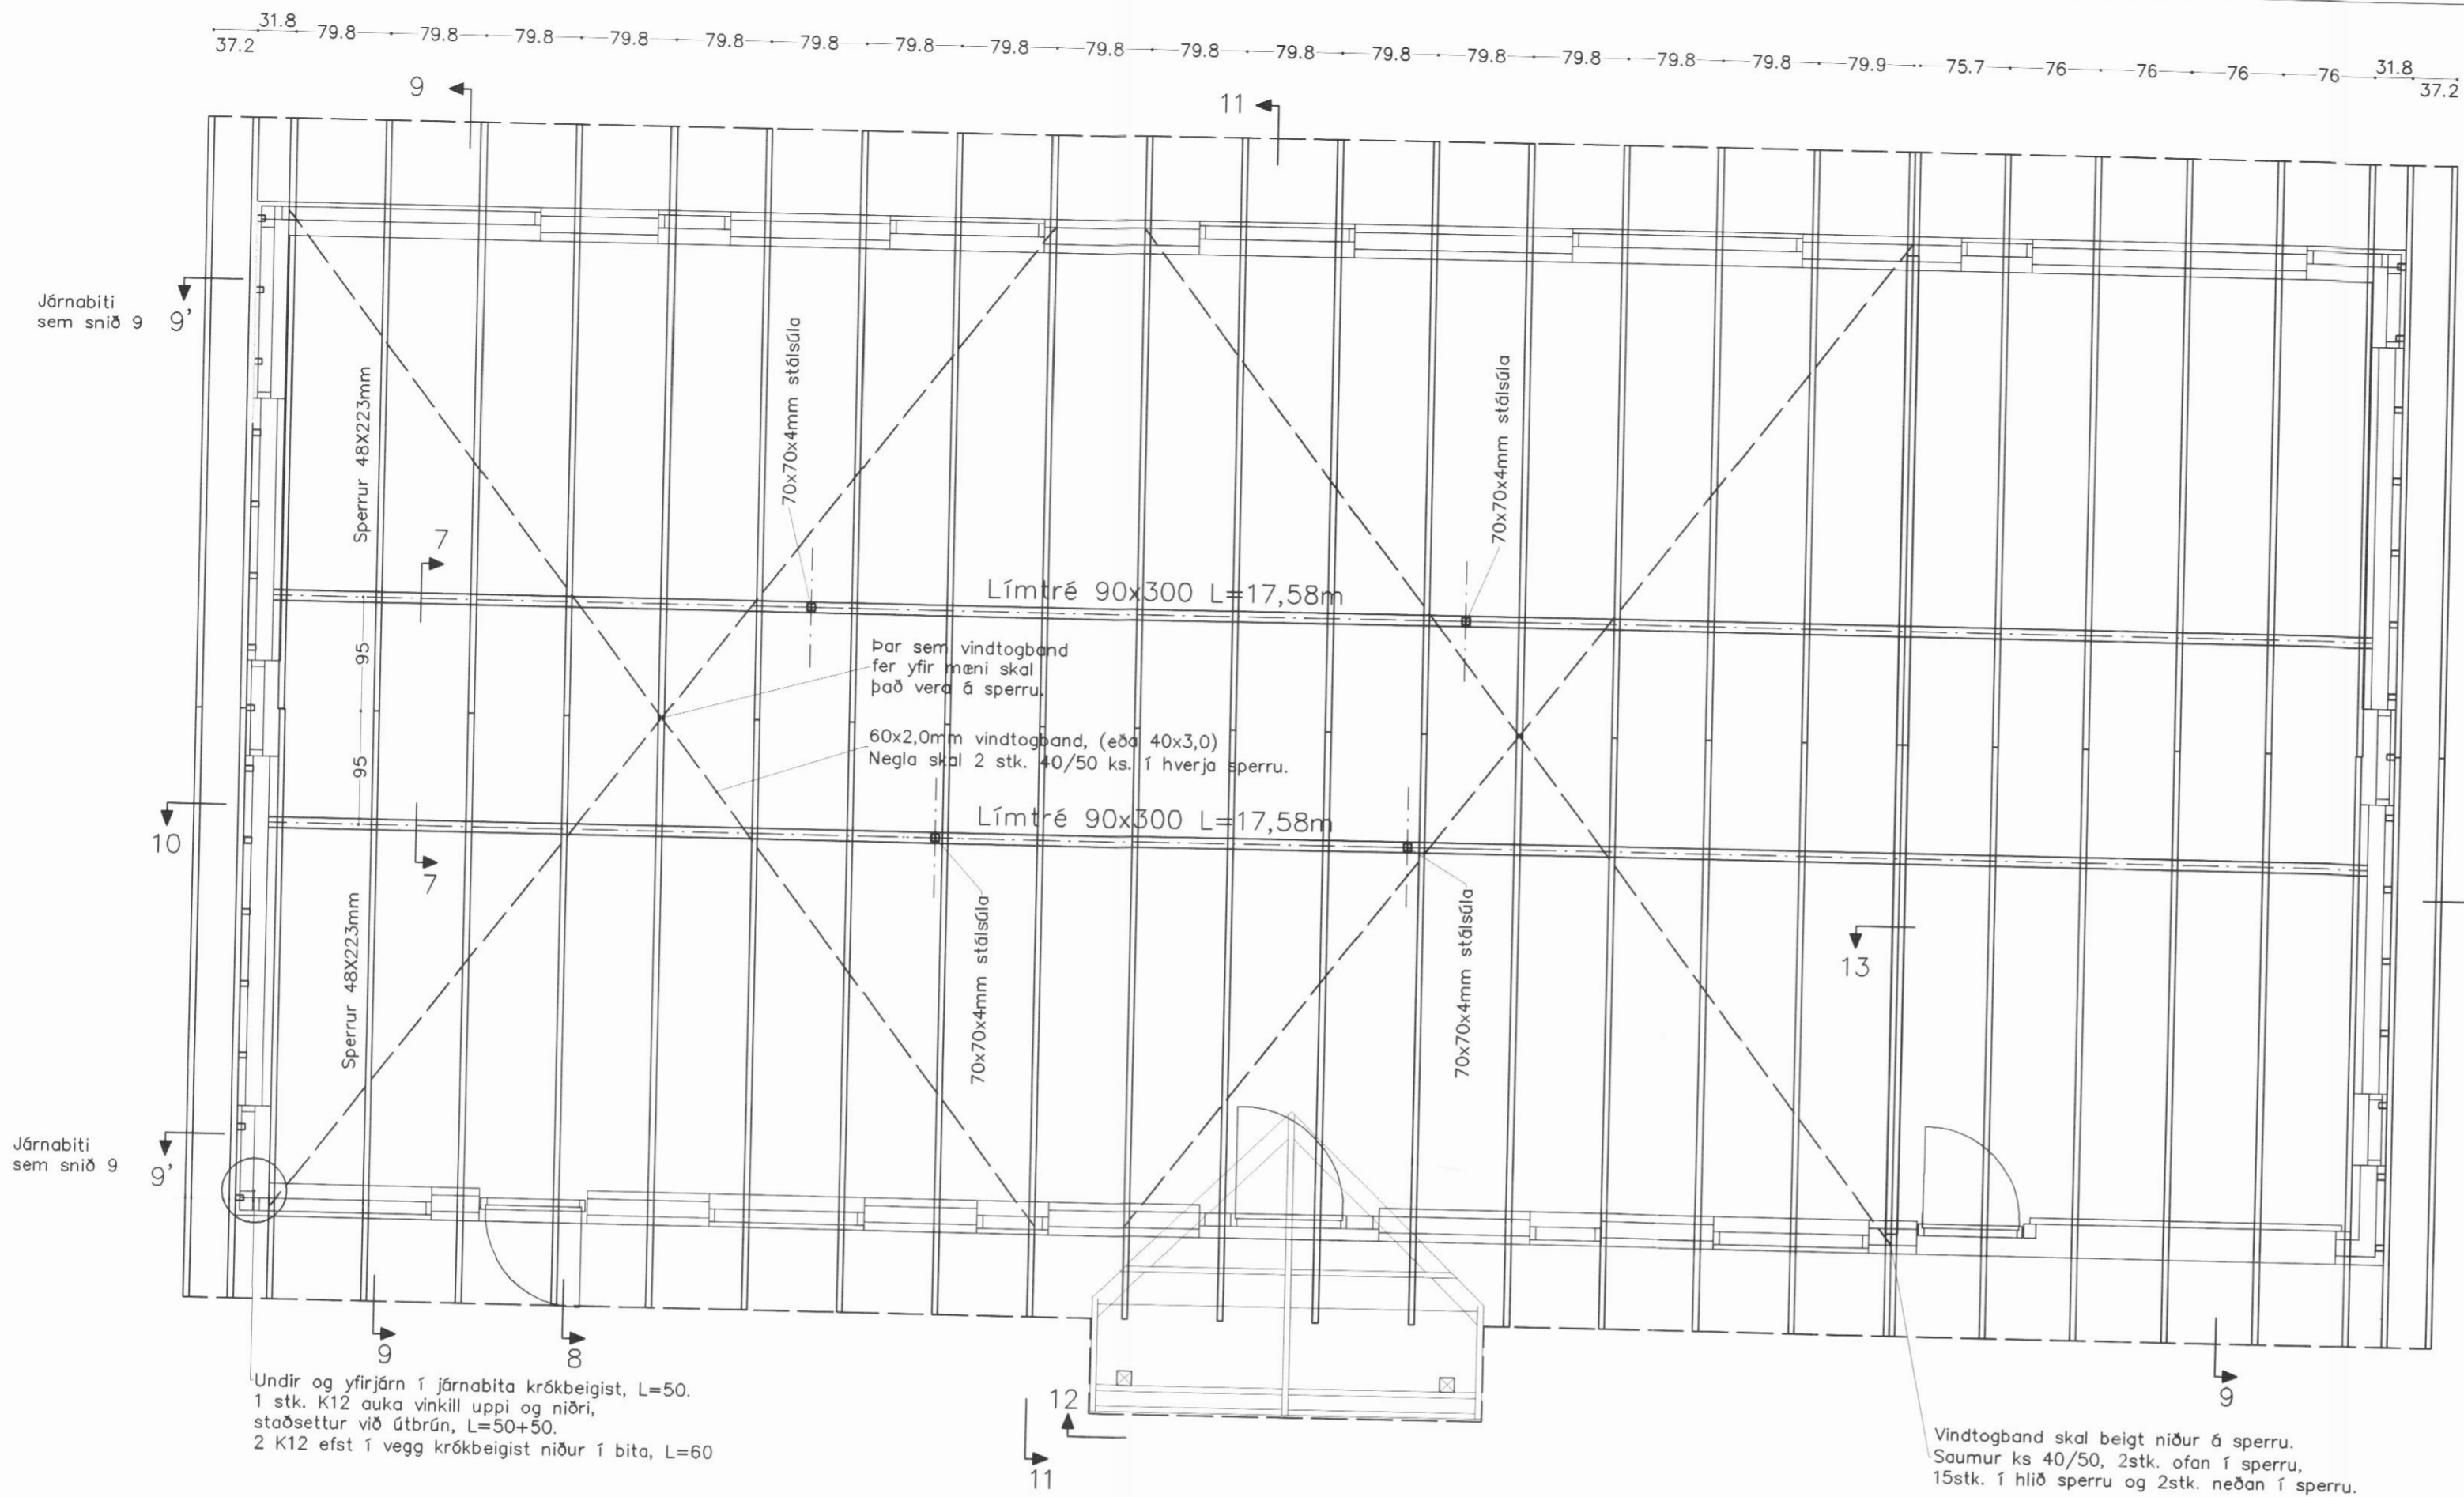 37.2 31.8 79.8 79.8 79.8 79.8 79.8 79.8 79.8 79.8 79.8 79.8 79.8 79.8 79.8 79.8 79.8 79.8 79.9 75.7 76 76 76 76 31.8 37.2
9
11
Járnabiti
sem snið 9
9'
Sperrur 48X223mm
70x70x4mm stálsúla
70x70x4mm stálsúla
7
Límtré 90x300 L=17,58m
95
Þar sem vindtogband
fer yfir mæni skal
það vera á sperru.
95
60x2,0mm vindtogband, (eða 40x3,0)
Negla skal 2 stk. 40/50 ks. í hverja sperru.
10
Límtré 90x300 L=17,58m
7
Sperrur 48X223mm
70x70x4mm stálsúla
70x70x4mm stálsúla
13
Járnabiti
sem snið 9
9'
9
8
Undir og yfirjárn í járnabita krókbeigist, L=50.
1 stk. K12 auka vinkill uppi og niðri,
staðsettur við útbrún, L=50+50.
2 K12 efst í vegg krókbeigist niður í bita, L=60
12
11
9
Vindtogband skal beigt niður á sperru.
Saumur ks 40/50, 2stk. ofan í sperru,
15stk. í hlið sperru og 2stk. neðan í sperru.